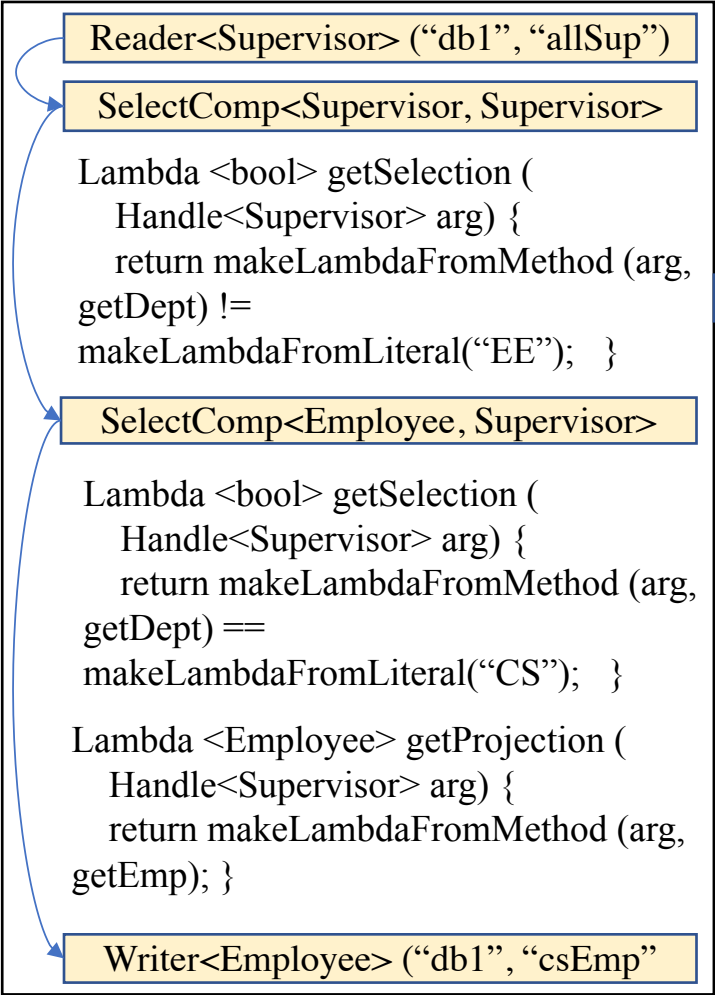 Reader<Supervisor> (“db1”, “allSup”)
SelectComp<Supervisor, Supervisor>
Lambda <bool> getSelection (
Handle<Supervisor> arg) {
return makeLambdaFromMethod (arg,
getDept) !=
makeLambdaFromLiteral(“EE”); }
SelectComp<Employee, Supervisor>
Lambda <bool> getSelection (
Handle<Supervisor> arg) {
return makeLambdaFromMethod (arg,
getDept) ==
makeLambdaFromLiteral(“CS”); }
Lambda <Employee> getProjection (
Handle<Supervisor> arg) {
return makeLambdaFromMethod (arg,
getEmp); }
Writer<Employee> (“db1”, “csEmp”